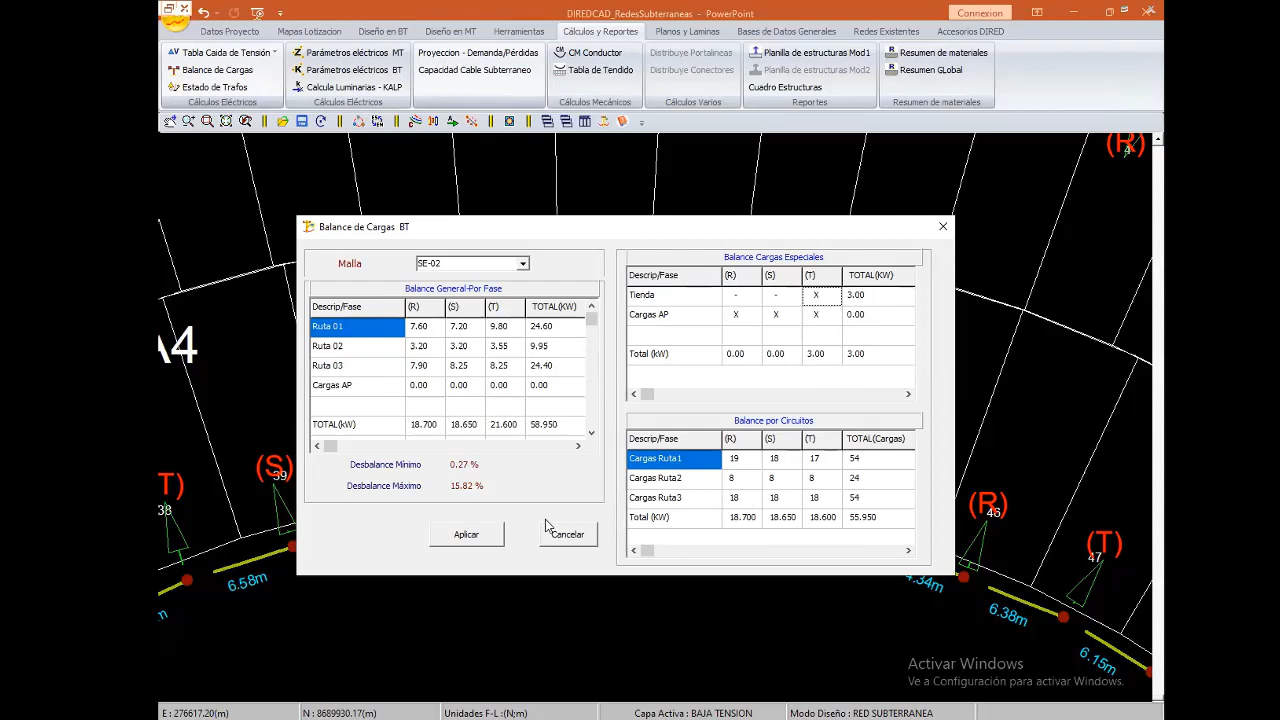 DIREDCAD_RedesSubterraneas - PowerPoint
Connexion
Datos Proyecto
Mapas Lotizacion
Diseño en BT
Diseño en MT
Herramientas
Cálculos y Reportes
Planos y Laminas
Bases de Datos Generales
Redes Existentes
Accesorios DIRED
Tabla Caida de Tensión
Balance de Cargas
Estado de Trafos
Cálculos Eléctricos
Parámetros eléctricos MT
Parámetros eléctricos BT
Calcula Luminarias - KALP
Cálculos Eléctricos
Proyeccion - Demanda/Pérdidas
Capacidad Cable Subterraneo
CM Conductor
Tabla de Tendido
Cálculos Mecánicos
Distribuye Portalineas
Distribuye Conectores
Cálculos Varios
Planilla de estructuras Mod1
Planilla de estructuras Mod2
Cuadro Estructuras
Reportes
Resumen de materiales
Resumen GLobal
Resumen de materiales
(R)
4
A4
Balance de Cargas BT
Malla
SE-02
Balance General-Por Fase
Descrip/Fase (R) (S) (T) TOTAL(KW)
Ruta 01 7.60 7.20 9.80 24.60
Ruta 02 3.20 3.20 3.55 9.95
Ruta 03 7.90 8.25 8.25 24.40
Cargas AP 0.00 0.00 0.00 0.00
TOTAL(kW) 18.700 18.650 21.600 58.950
Desbalance Mínimo 0.27 %
Desbalance Máximo 15.82 %
Aplicar
Cancelar
Balance Cargas Especiales
Descrip/Fase (R) (S) (T) TOTAL(KW)
Tienda - - X 3.00
Cargas AP X X X 0.00
Total (kW) 0.00 0.00 3.00 3.00
Balance por Circuitos
Descrip/Fase (R) (S) (T) TOTAL(Cargas)
Cargas Ruta1 19 18 17 54
Cargas Ruta2 8 8 8 24
Cargas Ruta3 18 18 18 54
Total (KW) 18.700 18.650 18.600 55.950
T)
38
(S)
39
6.58m
m
(R)
46
(T)
47
4.34m
6.38m
6.15m
Activar Windows
Ve a Configuración para activar Windows.
E : 276617.20(m)
N : 8689930.17(m)
Unidades F-L :(N;m)
Capa Activa : BAJA TENSION
Modo Diseño : RED SUBTERRANEA